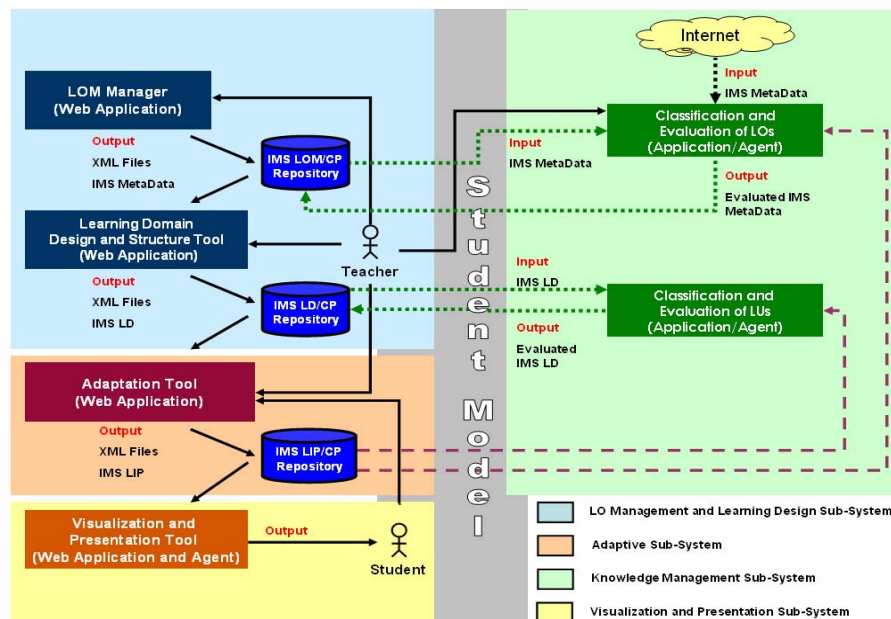 Internet
Input
IMS MetaData
LOM Manager
(Web Application)
Output
XML Files
IMS MetaData
IMS LOM/CP
Repository
Input
IMS MetaData
Classification and
Evaluation of LOs
(Application/Agent)
Output
Evaluated IMS
MetaData
Learning Domain
Design and Structure Tool
(Web Application)
Teacher
Output
XML Files
IMS LD
IMS LD/CP
Repository
Input
IMS LD
Output
Evaluated
IMS LD
Classification and
Evaluation of LUs
(Application/Agent)
Student Model
Adaptation Tool
(Web Application)
Output
XML Files
IMS LIP
IMS LIP/CP
Repository
Visualization and
Presentation Tool
(Web Application and Agent)
Output
Student
LO Management and Learning Design Sub-System
Adaptive Sub-System
Knowledge Management Sub-System
Visualization and Presentation Sub-System